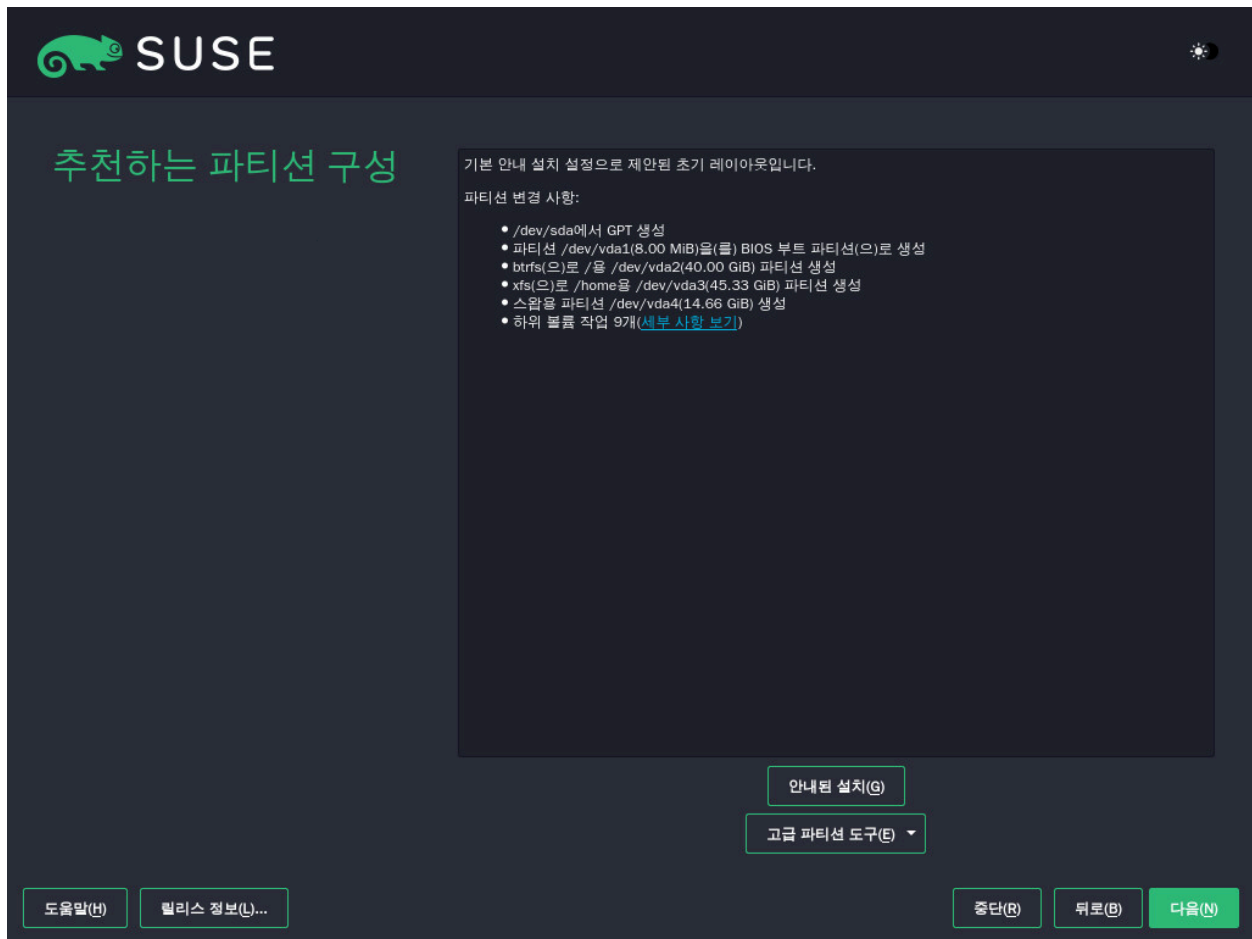 SUSE
추천하는 파티션 구성
기본 안내 설치 설정으로 제안된 초기 레이아웃입니다.
파티션 변경 사항:
• /dev/sda에서 GPT 생성
• 파티션 /dev/vda1(8.00 MiB)을(를) BIOS 부트 파티션(으)로 생성
• btrfs(으)로 /용 /dev/vda2(40.00 GiB) 파티션 생성
• xfs(으)로 /home용 /dev/vda3(45.33 GiB) 파티션 생성
• 스왑용 파티션 /dev/vda4(14.66 GiB) 생성
• 하위 볼륨 작업 9개(세부 사항 보기)
안내된 설치(G)
고급 파티션 도구(E)
도움말(H)
릴리스 정보(L)...
중단(R)
뒤로(B)
다음(N)